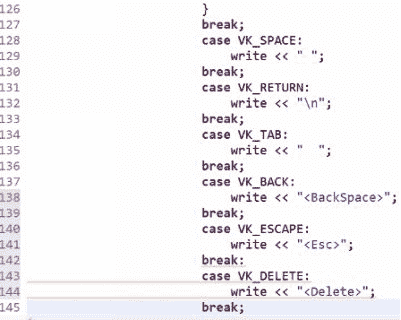 126 }
127 break;
128 case VK_SPACE:
129 write << " ";
130 break;
131 case VK_RETURN:
132 write << "\n";
133 break;
134 case VK_TAB:
135 write << "  ";
136 break;
137 case VK_BACK:
138 write << "<BackSpace>";
139 break;
140 case VK_ESCAPE:
141 write << "<Esc>";
142 break:
143 case VK_DELETE:
144 write << "<Delete>";
145 break;